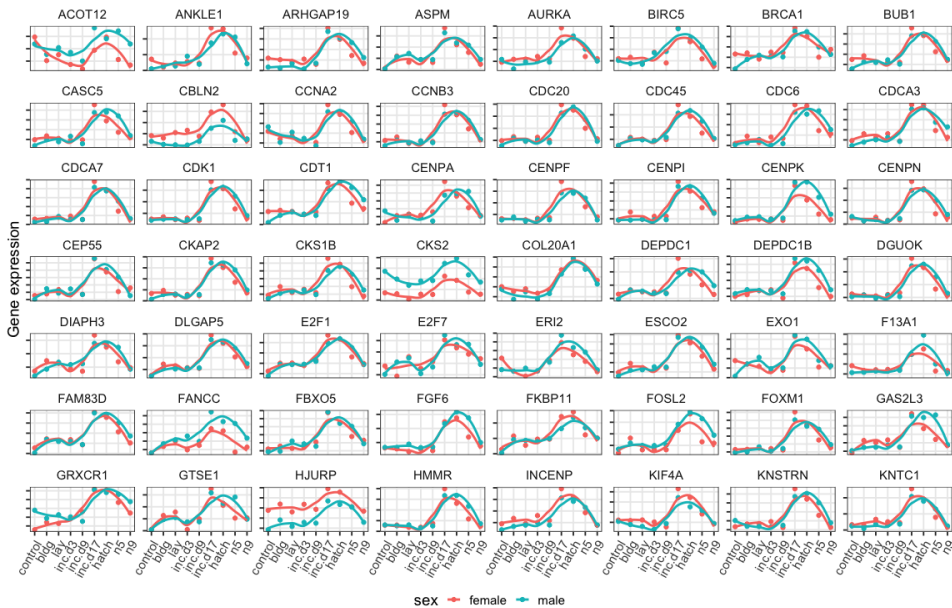 ACOT12 ANKLE1 ARHGAP19 ASPM AURKA BIRC5 BRCA1 BUB1
CASC5 CBLN2 CCNA2 CCNB3 CDC20 CDC45 CDC6 CDCA3
CDCA7 CDK1 CDT1 CENPA CENPF CENPI CENPK CENPN
CEP55 CKAP2 CKS1B CKS2 COL20A1 DEPDC1 DEPDC1B DGUOK
DIAPH3 DLGAP5 E2F1 E2F7 ERI2 ESCO2 EXO1 F13A1
FAM83D FANCC FBXO5 FGF6 FKBP11 FOSL2 FOXM1 GAS2L3
GRXCR1 GTSE1 HJURP HMMR INCENP KIF4A KNSTRN KNTC1
Gene expression
control bldg lay inc.d3 inc.d9 inc.d17 hatch n5 n9 control bldg lay inc.d3 inc.d9 inc.d17 hatch n5 n9 control bldg lay inc.d3 inc.d9 inc.d17 hatch n5 n9 control bldg lay inc.d3 inc.d9 inc.d17 hatch n5 n9 control bldg lay inc.d3 inc.d9 inc.d17 hatch n5 n9 control bldg lay inc.d3 inc.d9 inc.d17 hatch n5 n9 control bldg lay inc.d3 inc.d9 inc.d17 hatch n5 n9 control bldg lay inc.d3 inc.d9 inc.d17 hatch n5 n9
sex female male